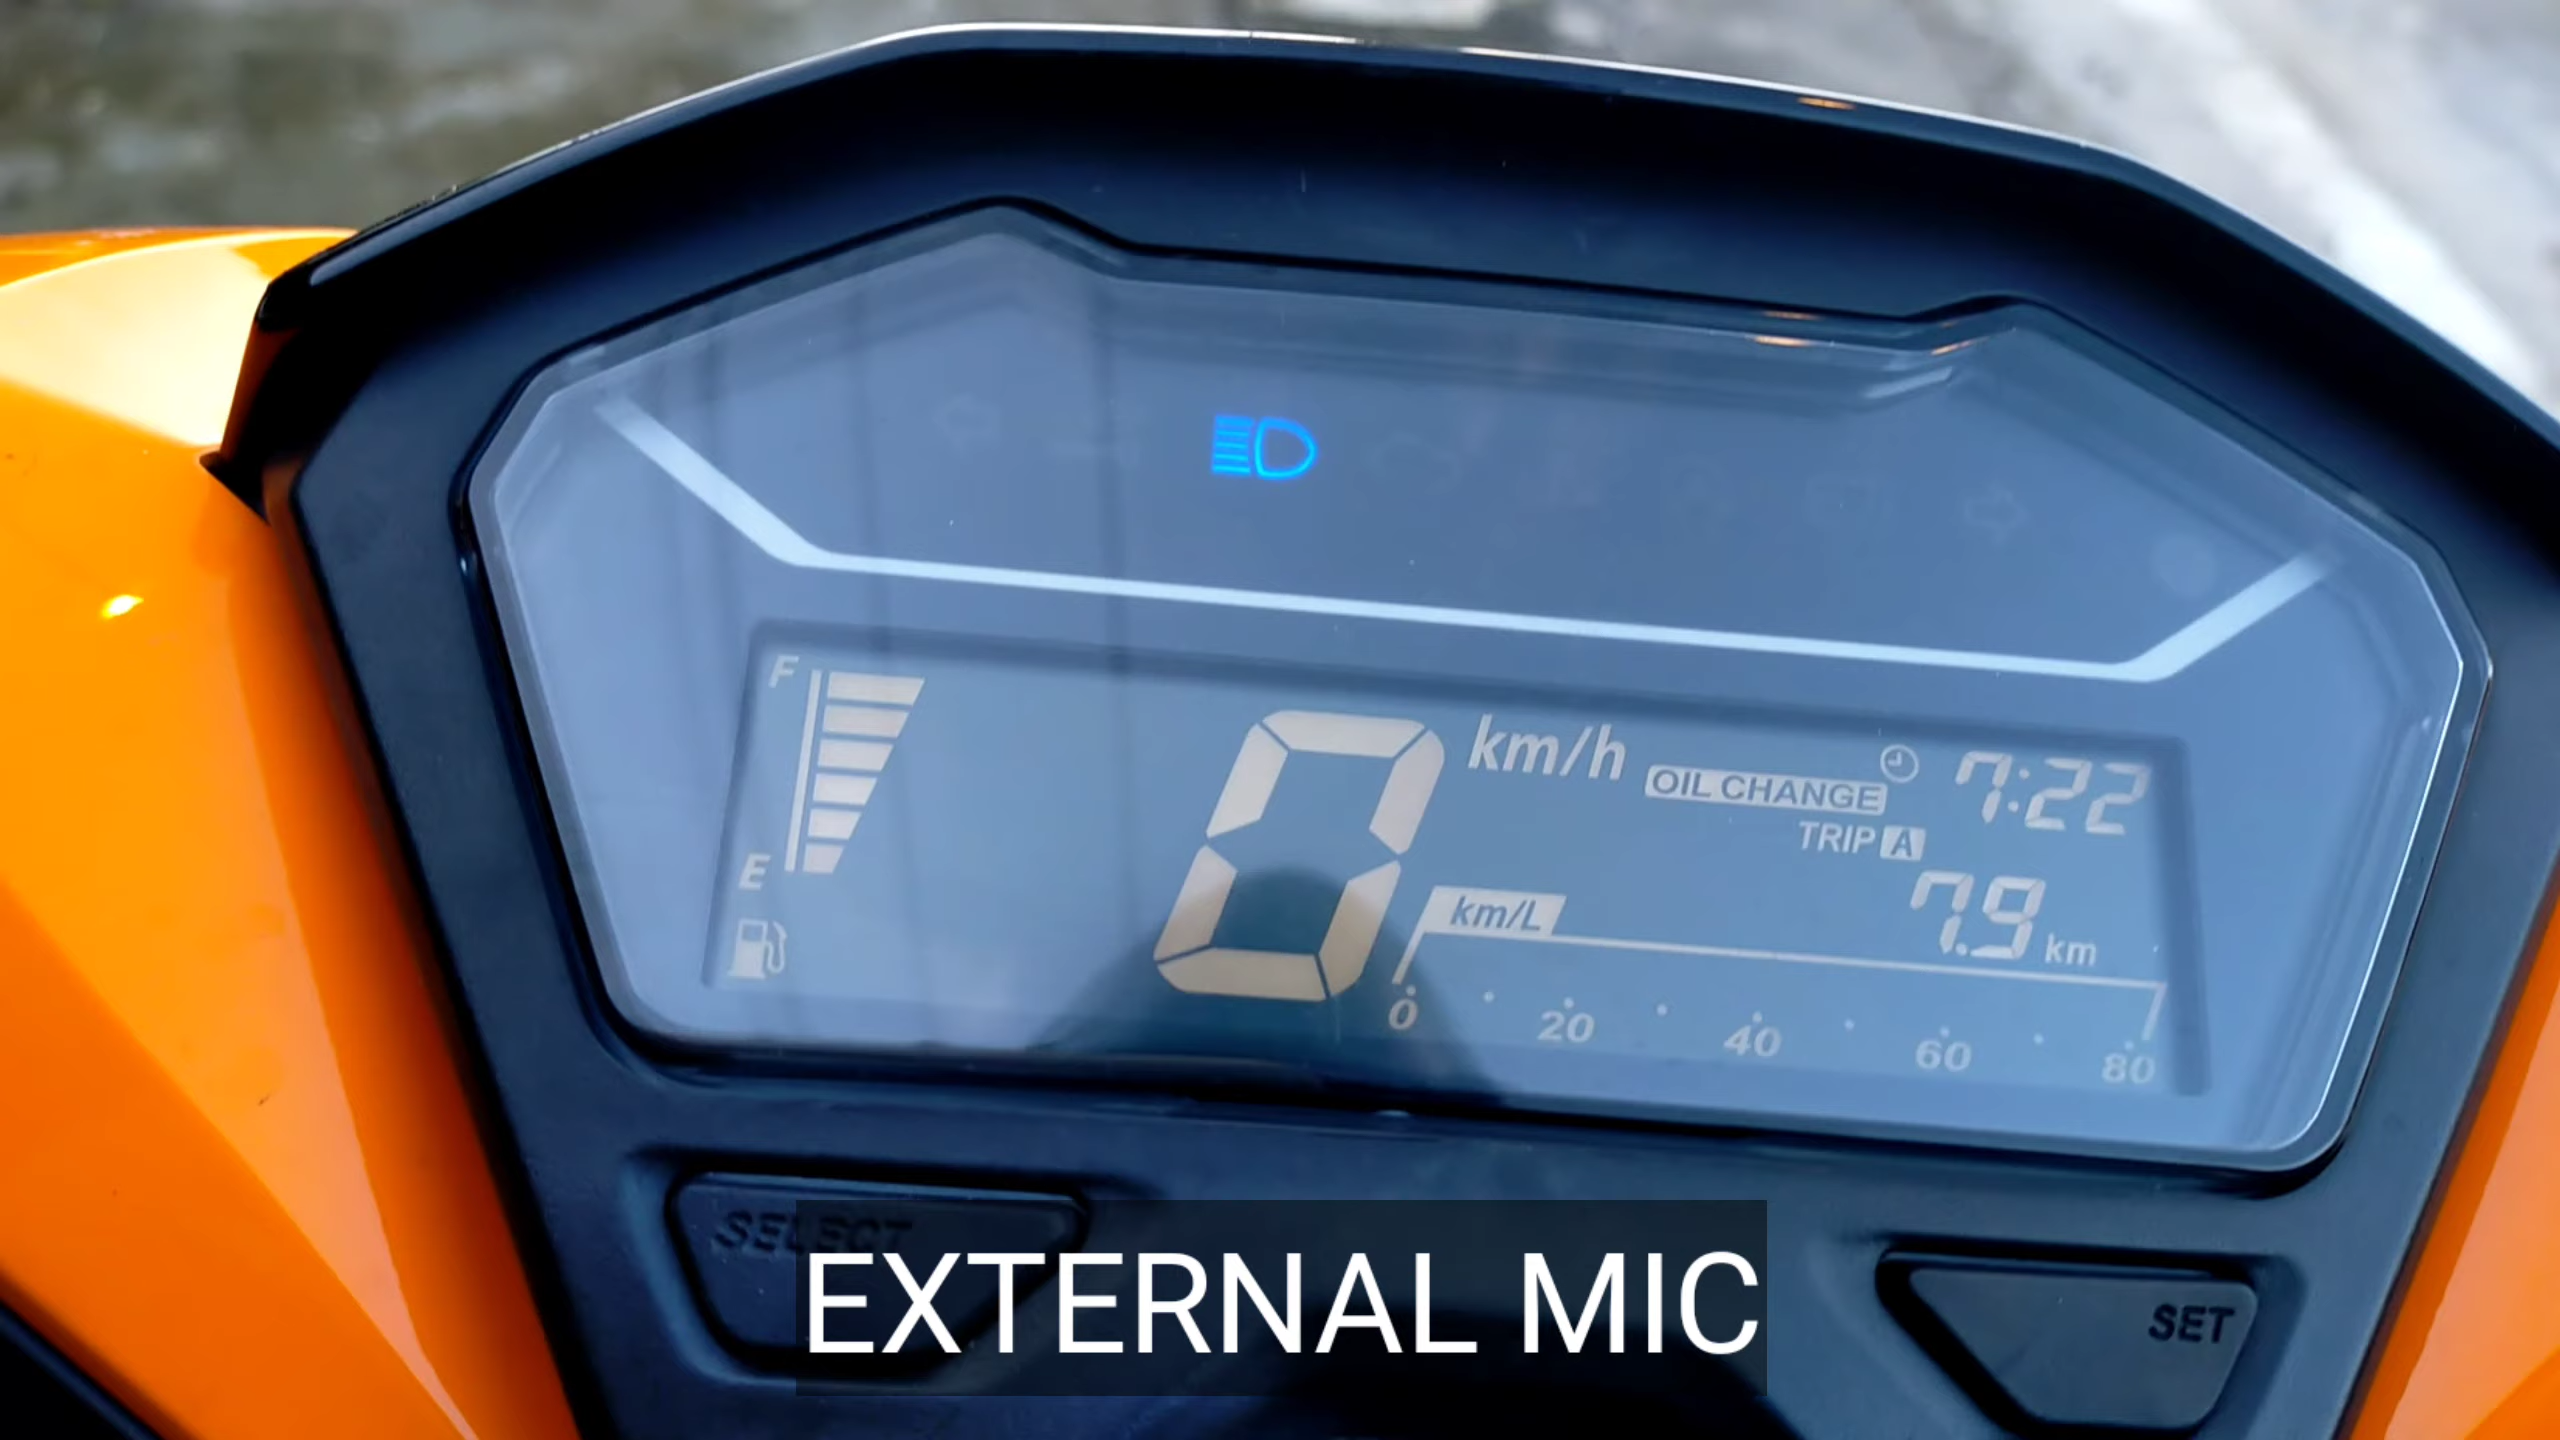 F
E
0 km/h
OIL CHANGE
7:22
TRIP A
7.9 km
km/L
0 20 40 60 80
SELECT
SET
EXTERNAL MIC